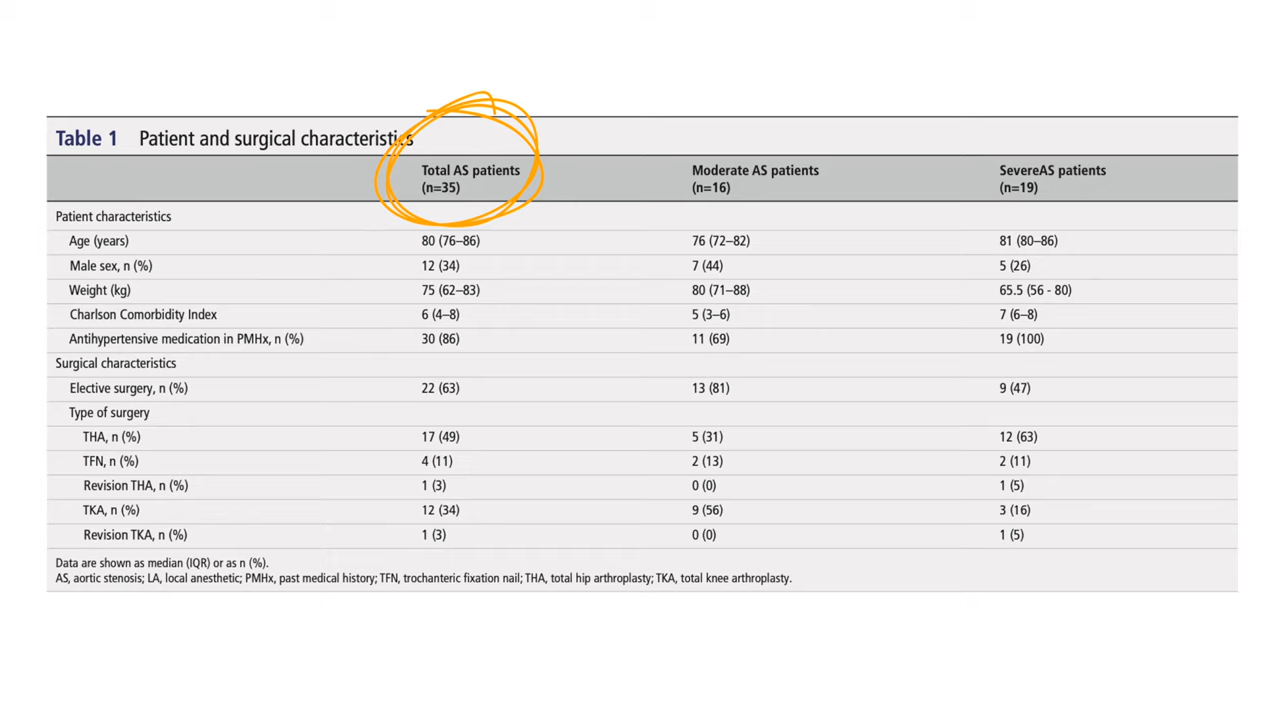 Table 1 Patient and surgical characteristics
Total AS patients (n=35) Moderate AS patients (n=16) SevereAS patients (n=19)
Patient characteristics
Age (years) 80 (76–86) 76 (72–82) 81 (80–86)
Male sex, n (%) 12 (34) 7 (44) 5 (26)
Weight (kg) 75 (62–83) 80 (71–88) 65.5 (56 - 80)
Charlson Comorbidity Index 6 (4–8) 5 (3–6) 7 (6–8)
Antihypertensive medication in PMHx, n (%) 30 (86) 11 (69) 19 (100)
Surgical characteristics
Elective surgery, n (%) 22 (63) 13 (81) 9 (47)
Type of surgery
THA, n (%) 17 (49) 5 (31) 12 (63)
TFN, n (%) 4 (11) 2 (13) 2 (11)
Revision THA, n (%) 1 (3) 0 (0) 1 (5)
TKA, n (%) 12 (34) 9 (56) 3 (16)
Revision TKA, n (%) 1 (3) 0 (0) 1 (5)
Data are shown as median (IQR) or as n (%).
AS, aortic stenosis; LA, local anesthetic; PMHx, past medical history; TFN, trochanteric fixation nail; THA, total hip arthroplasty; TKA, total knee arthroplasty.